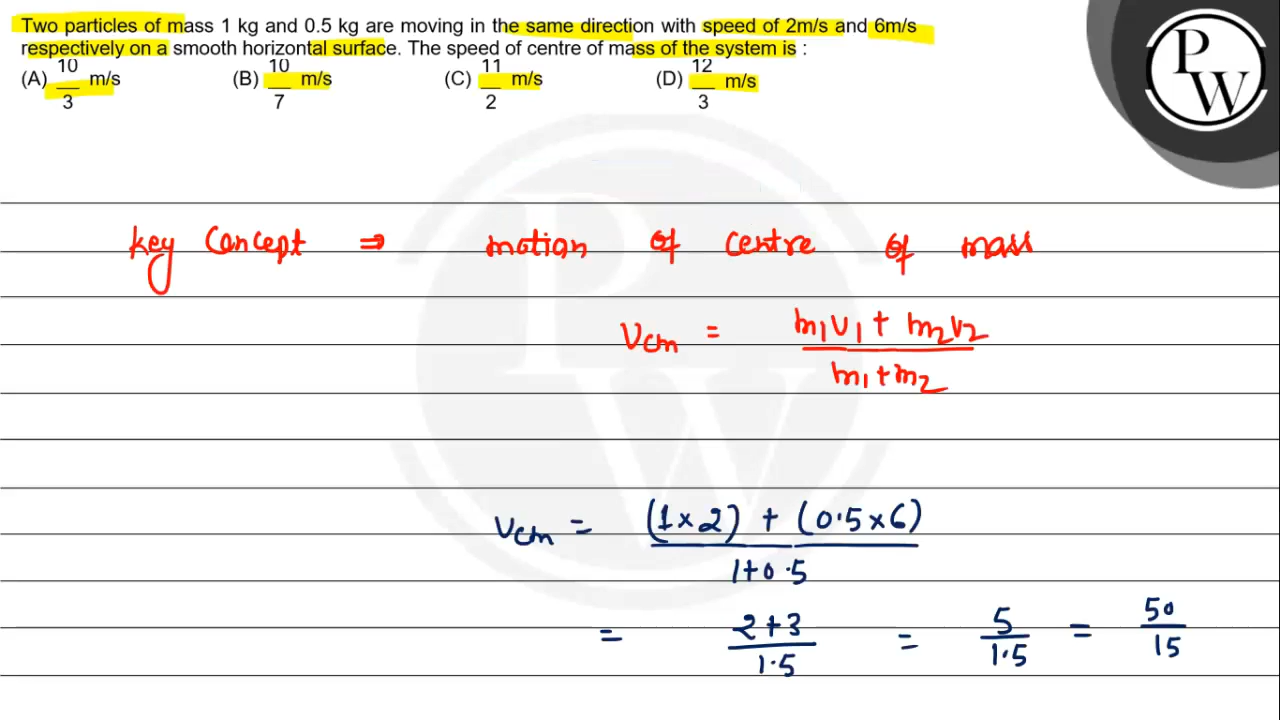 Two particles of mass 1 kg and 0.5 kg are moving in the same direction with speed of 2m/s and 6m/s
respectively on a smooth horizontal surface. The speed of centre of mass of the system is :
(A) 10/3 m/s (B) 10/7 m/s (C) 11/2 m/s (D) 12/3 m/s
PW
key concept ⇒ motion of centre of mass
Vcm = m1v1 + m2v2 / m1+m2
Vcm = (1×2) + (0.5×6) / 1+0.5
= 2+3 / 1.5 = 5 / 1.5 = 50 / 15